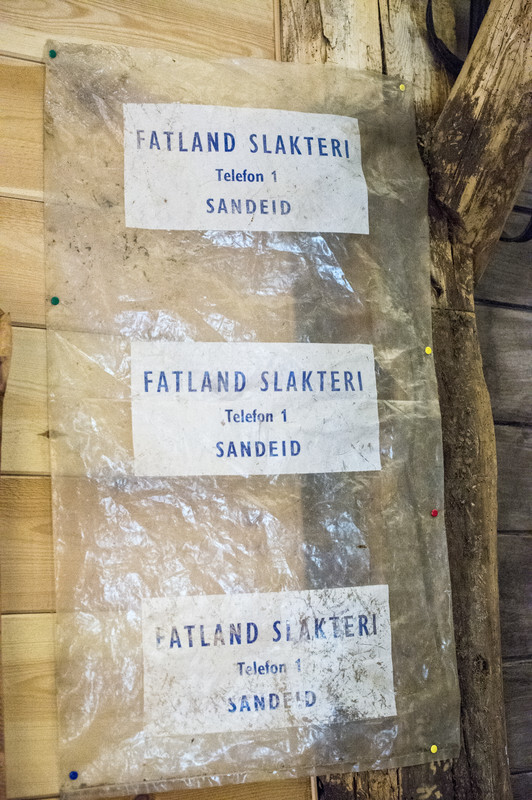 FATLAND SLAKTERI
Telefon 1
SANDEID
FATLAND SLAKTERI
Telefon 1
SANDEID
FATLAND SLAKTERI
Telefon 1
SANDEID